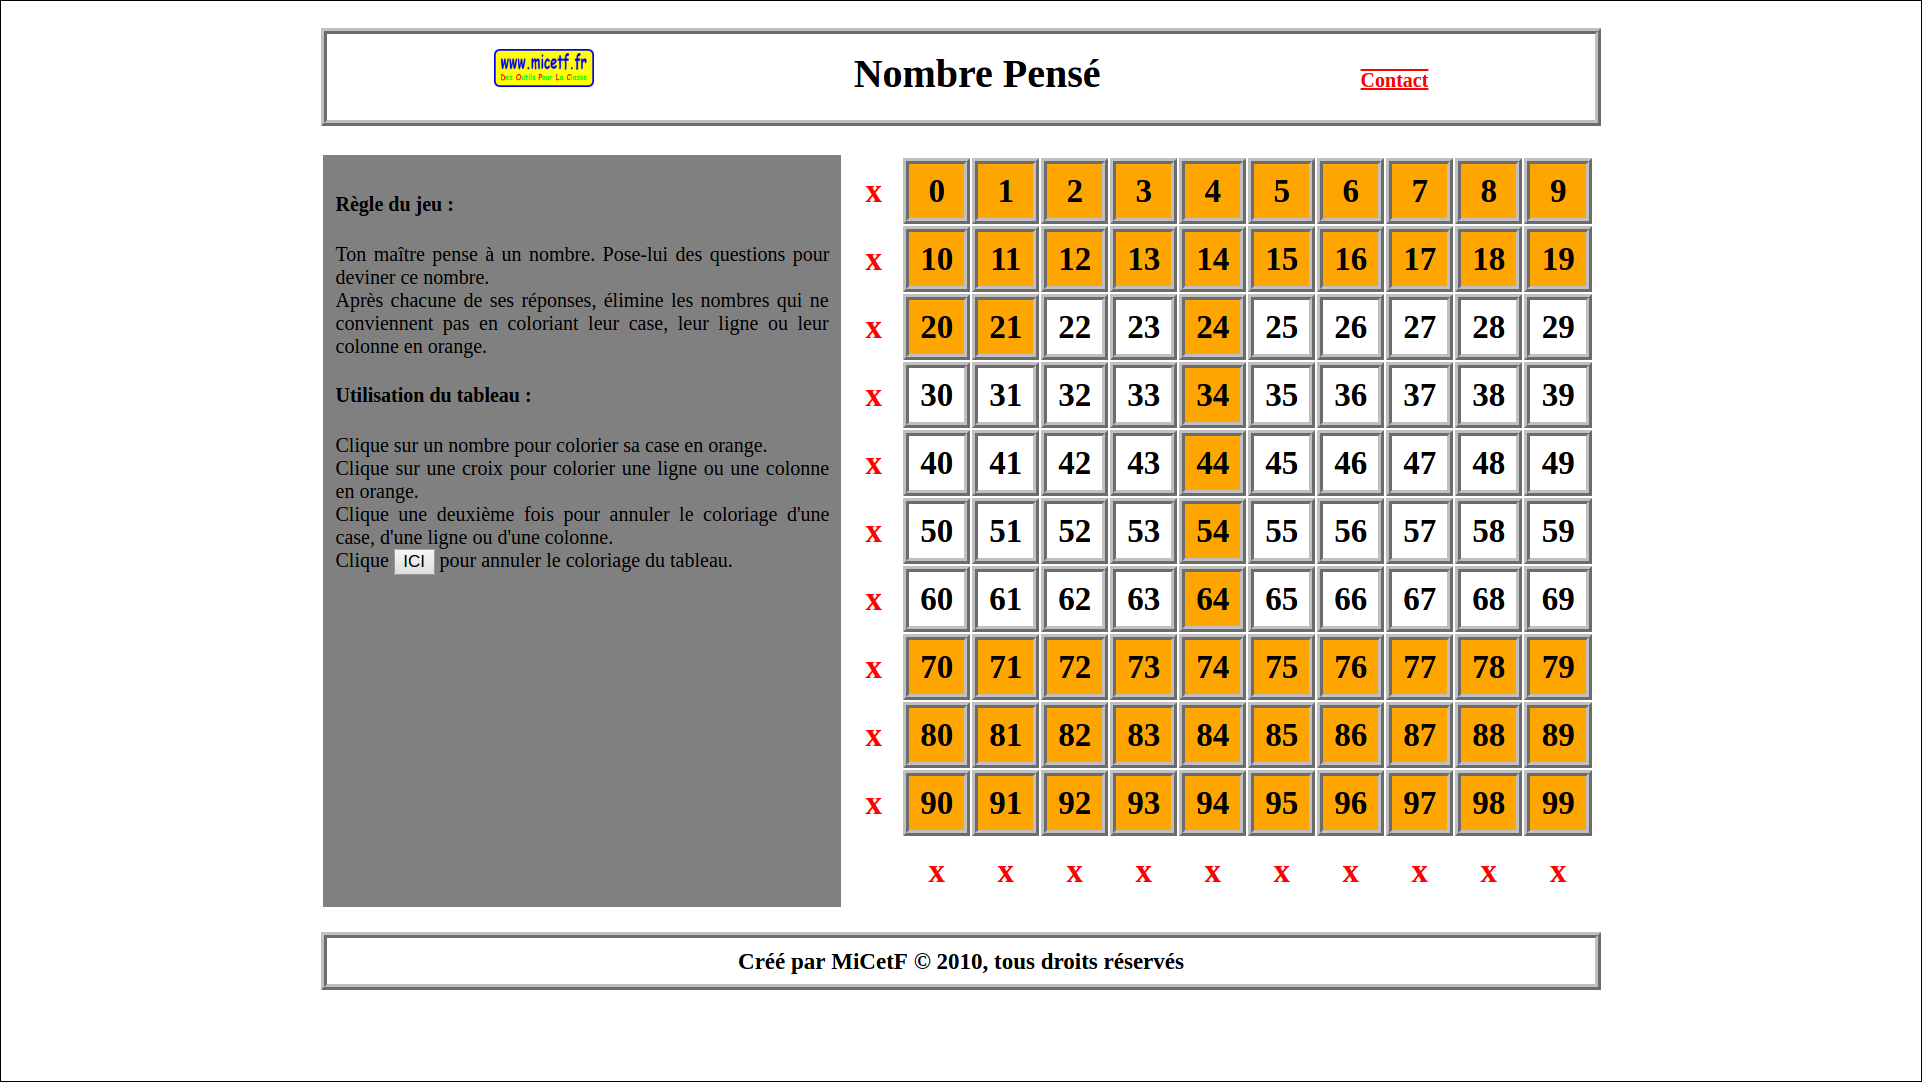 www.micetf.fr
Des Outils Pour La Classe
Nombre Pensé
Contact
Règle du jeu :
Ton maître pense à un nombre. Pose-lui des questions pour
deviner ce nombre.
Après chacune de ses réponses, élimine les nombres qui ne
conviennent pas en coloriant leur case, leur ligne ou leur
colonne en orange.
Utilisation du tableau :
Clique sur un nombre pour colorier sa case en orange.
Clique sur une croix pour colorier une ligne ou une colonne
en orange.
Clique une deuxième fois pour annuler le coloriage d'une
case, d'une ligne ou d'une colonne.
Clique ICI pour annuler le coloriage du tableau.
x 0 1 2 3 4 5 6 7 8 9
x 10 11 12 13 14 15 16 17 18 19
x 20 21 22 23 24 25 26 27 28 29
x 30 31 32 33 34 35 36 37 38 39
x 40 41 42 43 44 45 46 47 48 49
x 50 51 52 53 54 55 56 57 58 59
x 60 61 62 63 64 65 66 67 68 69
x 70 71 72 73 74 75 76 77 78 79
x 80 81 82 83 84 85 86 87 88 89
x 90 91 92 93 94 95 96 97 98 99
x x x x x x x x x x
Créé par MiCetF © 2010, tous droits réservés